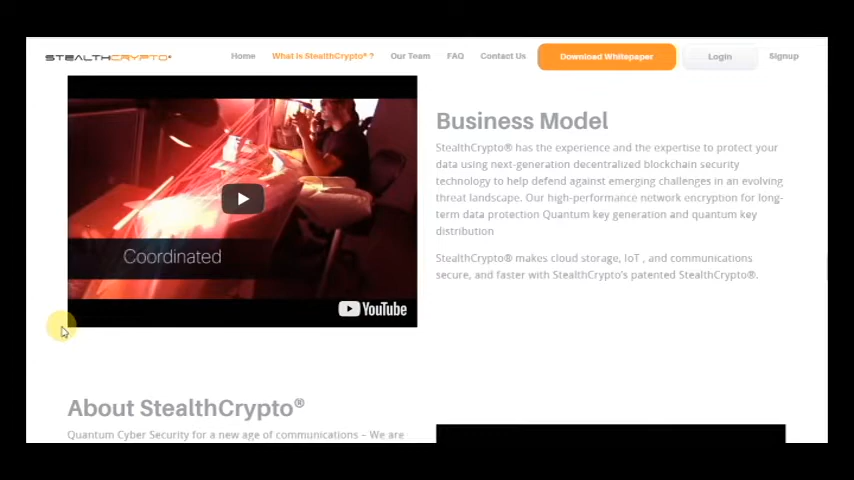 STEALTHCRYPTO
Home What is StealthCrypto® ? Our Team FAQ Contact Us Download Whitepaper Login Signup
Coordinated
YouTube
Business Model
StealthCrypto® has the experience and the expertise to protect your
data using next-generation decentralized blockchain security
technology to help defend against emerging challenges in an evolving
threat landscape. Our high-performance network encryption for long-
term data protection Quantum key generation and quantum key
distribution
StealthCrypto® makes cloud storage, IoT , and communications
secure, and faster with StealthCrypto's patented StealthCrypto®.
About StealthCrypto®
Quantum Cyber Security for a new age of communications – We are